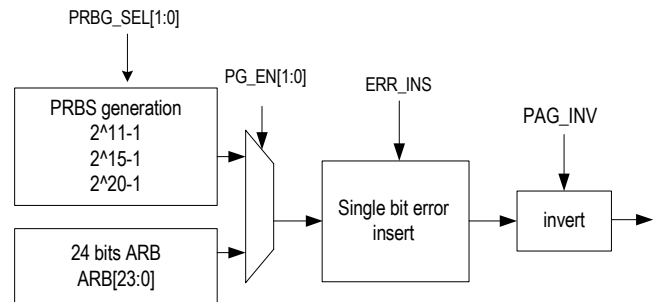 PRBG_SEL[1:0]
PG_EN[1:0]
ERR_INS
PAG_INV
PRBS generation
2^11-1
2^15-1
2^20-1
Single bit error
insert
invert
24 bits ARB
ARB[23:0]